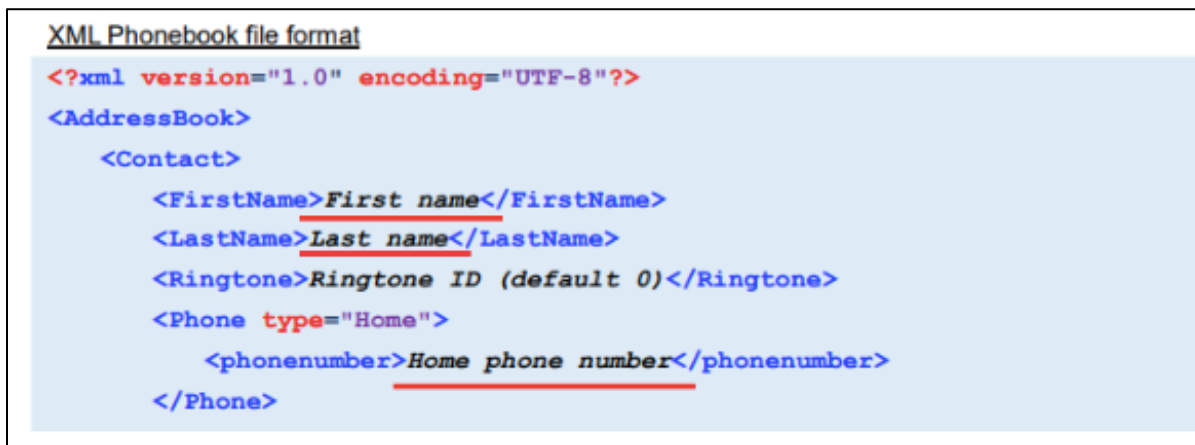 XML Phonebook file format
<?xml version="1.0" encoding="UTF-8"?>
<AddressBook>
<Contact>
<FirstName>First name</FirstName>
<LastName>Last name</LastName>
<Ringtone>Ringtone ID (default 0)</Ringtone>
<Phone type="Home">
<phonenumber>Home phone number</phonenumber>
</Phone>